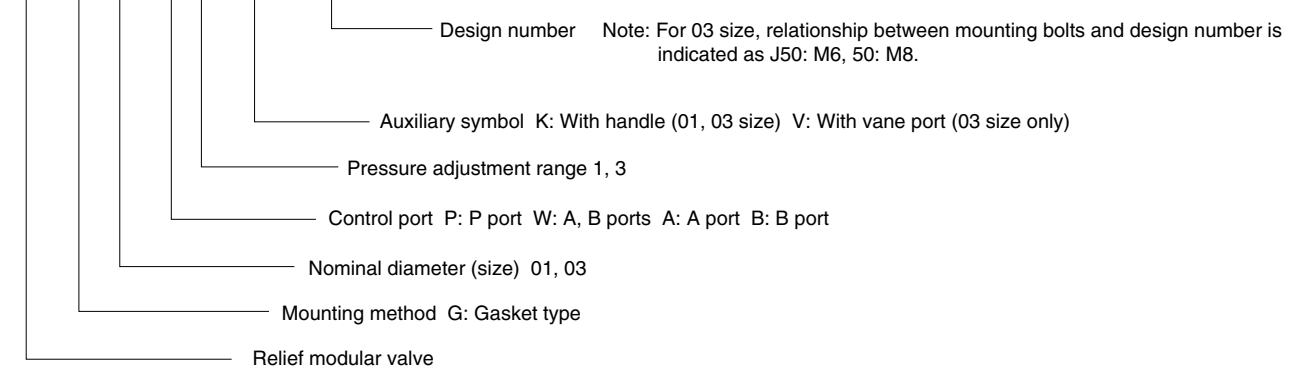 Design number Note: For 03 size, relationship between mounting bolts and design number is
indicated as J50: M6, 50: M8.
Auxiliary symbol K: With handle (01, 03 size) V: With vane port (03 size only)
Pressure adjustment range 1, 3
Control port P: P port W: A, B ports A: A port B: B port
Nominal diameter (size) 01, 03
Mounting method G: Gasket type
Relief modular valve